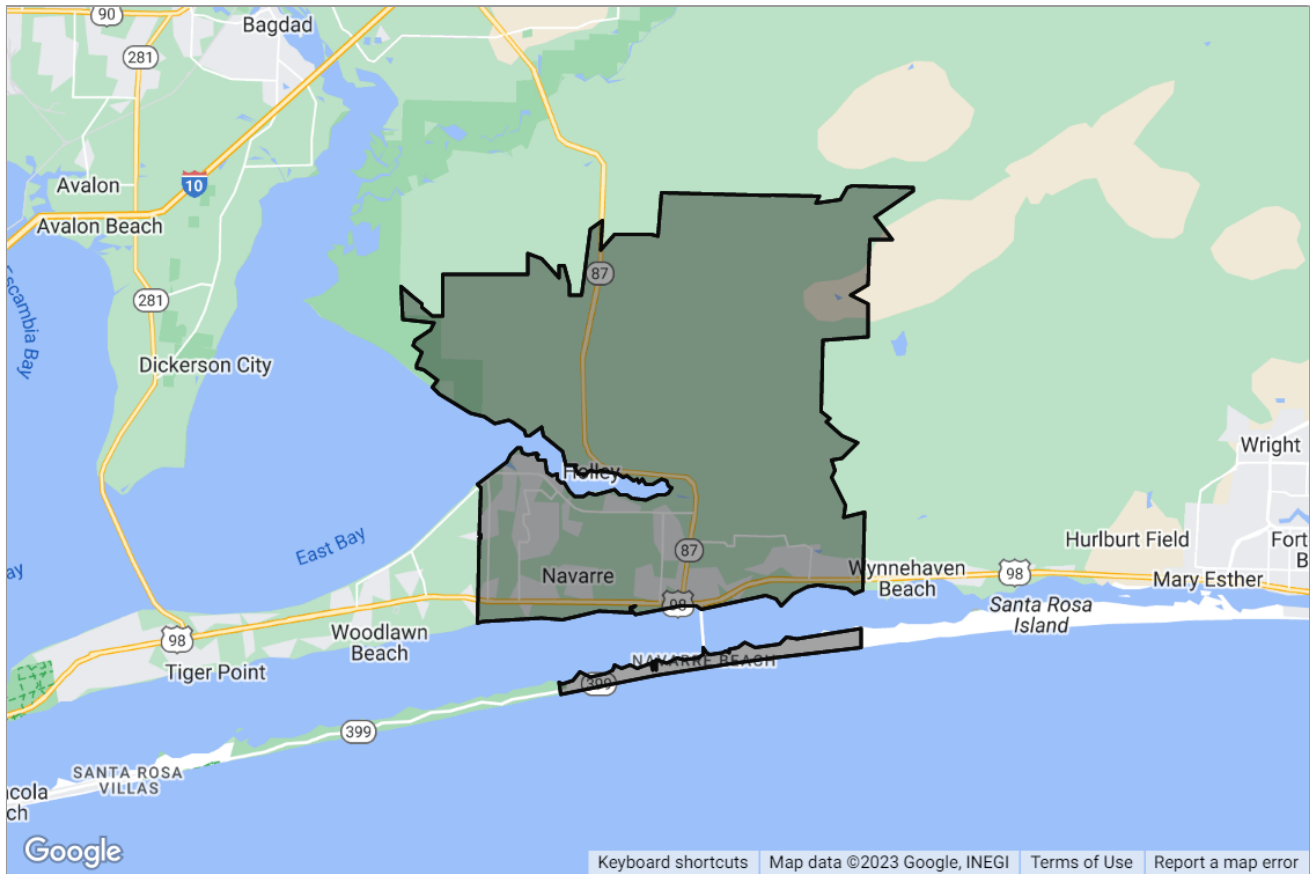 90
Bagdad
281
10
Avalon
Avalon Beach
87
281
Escambia Bay
Dickerson City
Holley
Wright
East Bay
87
Hurlburt Field
Fort
B
Navarre
Wynnehaven
Beach
98
Mary Esther
98
Santa Rosa
Island
Woodlawn
Beach
98
Tiger Point
NAVARRE BEACH
399
399
SANTA ROSA
VILLAS
acola
ch
ay
Google
Keyboard shortcuts
Map data ©2023 Google, INEGI
Terms of Use
Report a map error